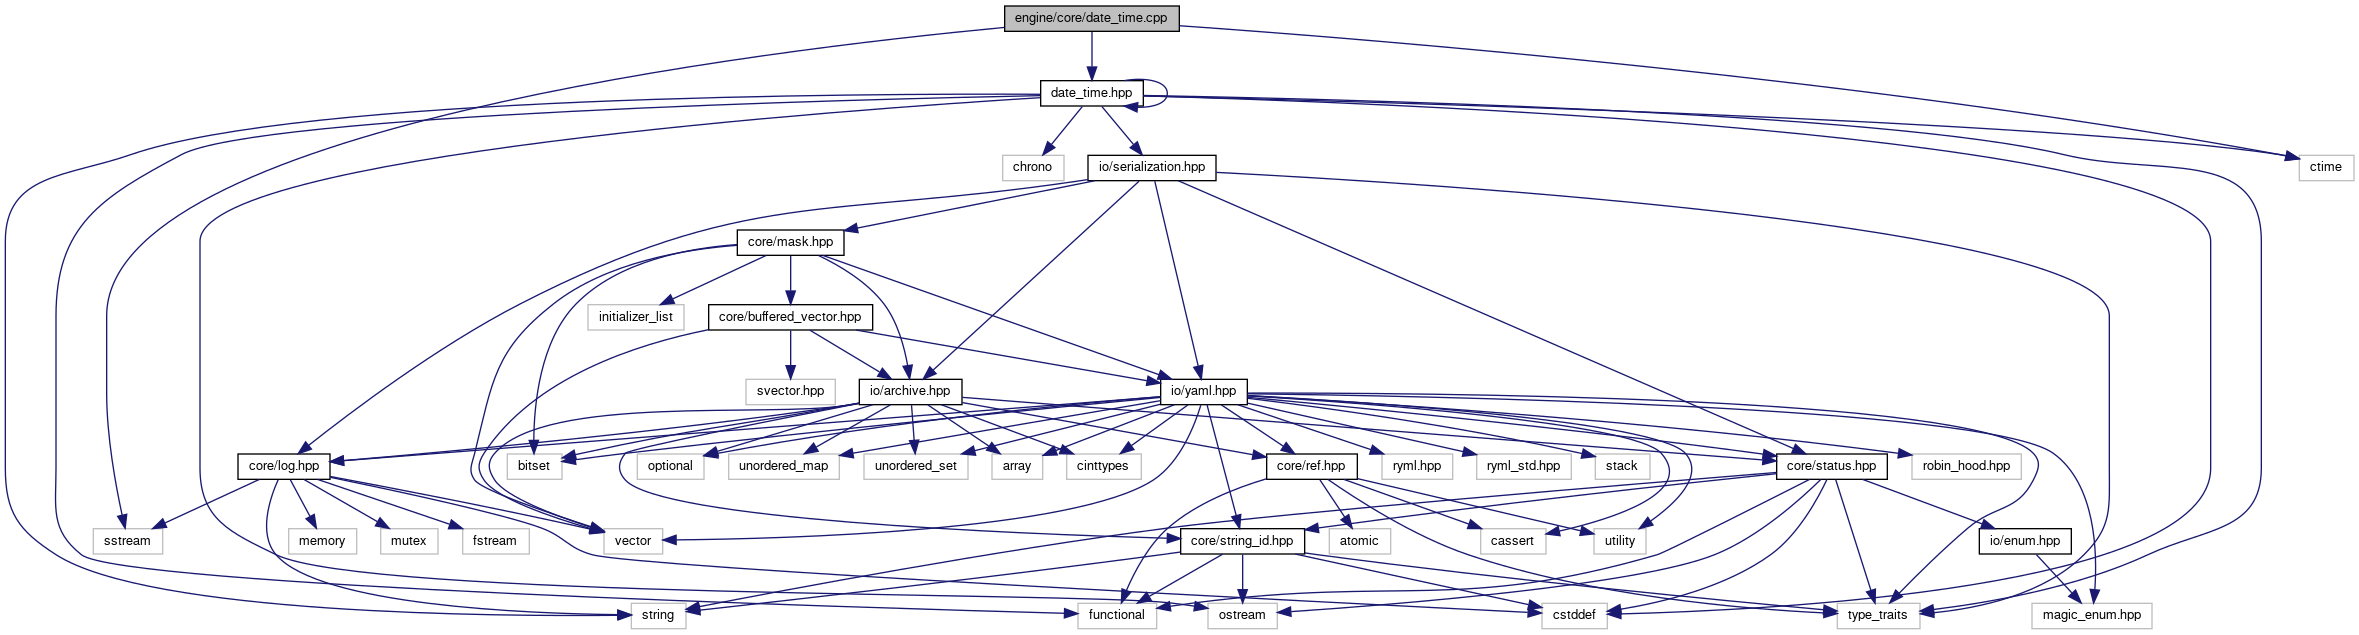 engine/core/date_time.cpp
date_time.hpp
chrono
io/serialization.hpp
ctime
core/mask.hpp
initializer_list
core/buffered_vector.hpp
svector.hpp
io/archive.hpp
io/yaml.hpp
core/log.hpp
bitset
optional
unordered_map
unordered_set
array
cinttypes
core/ref.hpp
ryml.hpp
ryml_std.hpp
stack
core/status.hpp
robin_hood.hpp
sstream
memory
mutex
fstream
vector
core/string_id.hpp
atomic
cassert
utility
io/enum.hpp
string
functional
ostream
cstddef
type_traits
magic_enum.hpp